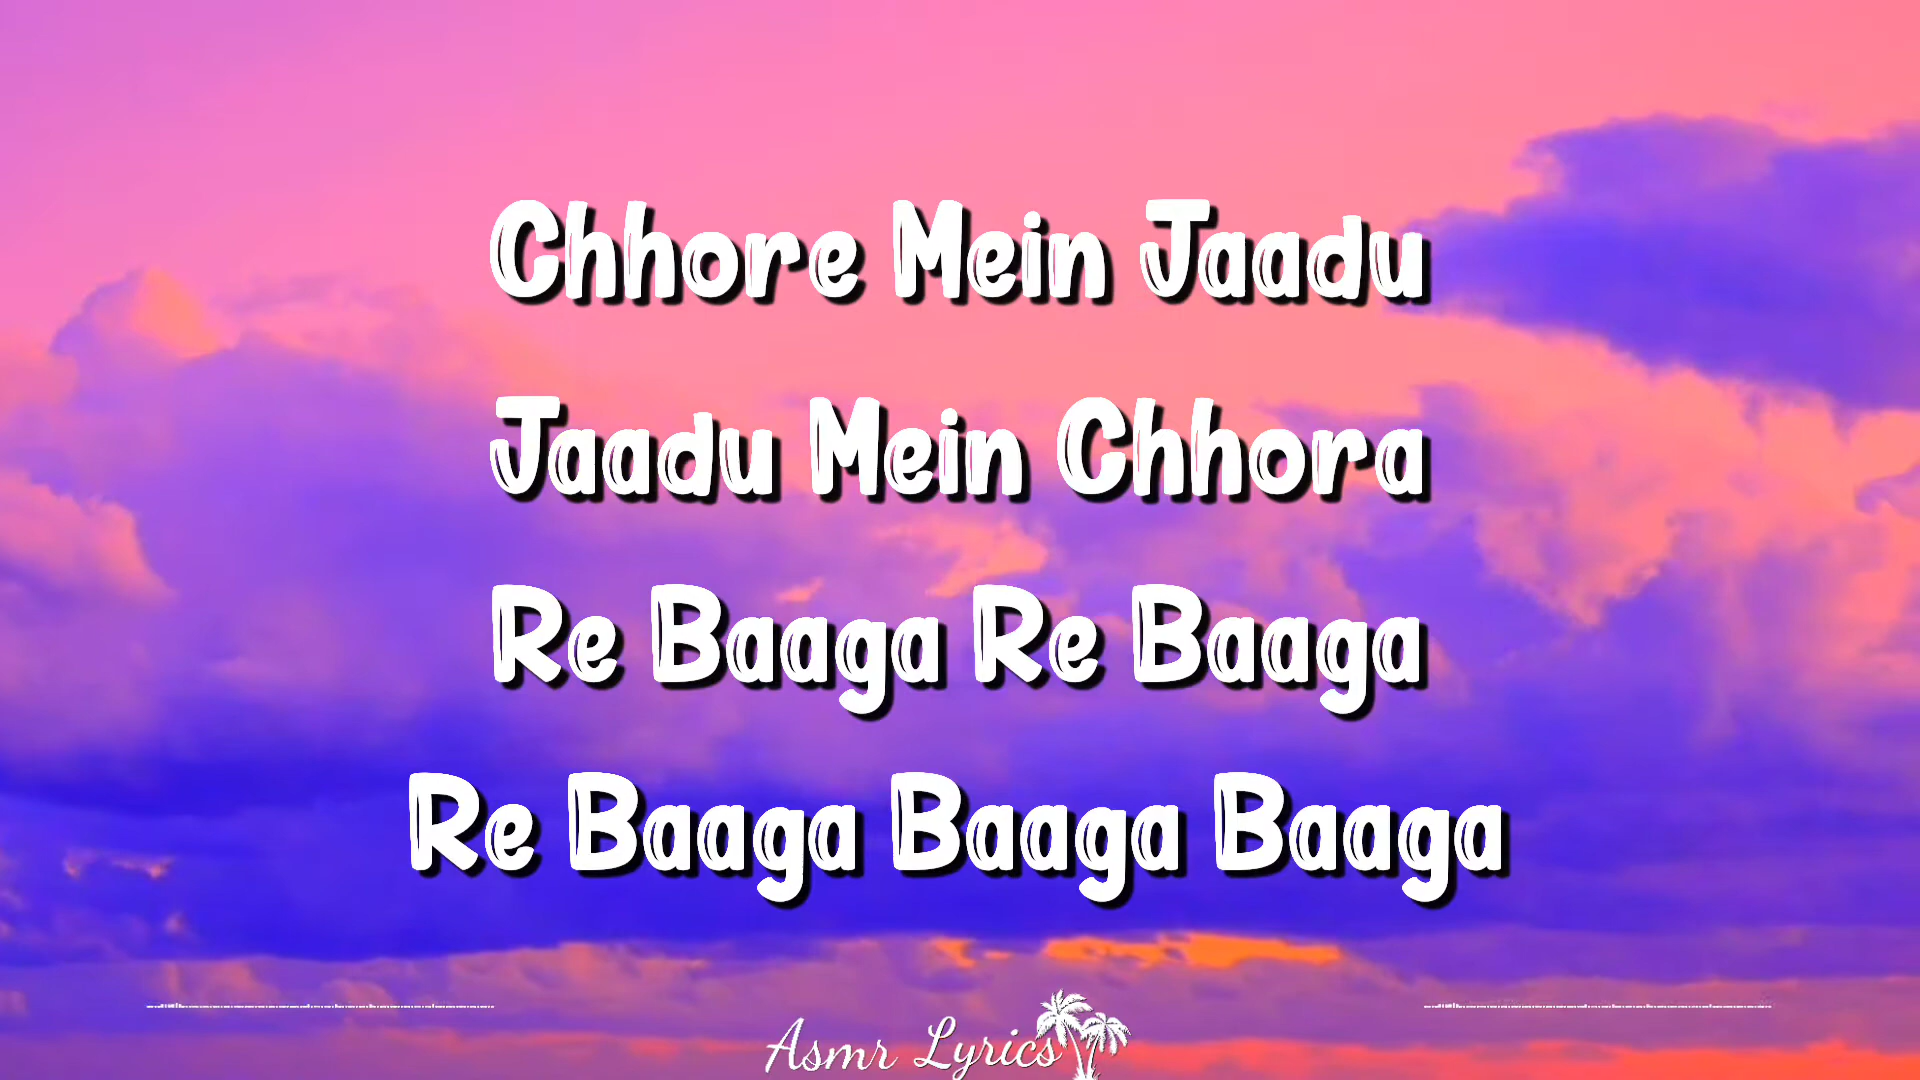 Chhore Mein Jaadu
Jaadu Mein Chhora
Re Baaga Re Baaga
Re Baaga Baaga Baaga
Asmr Lyrics